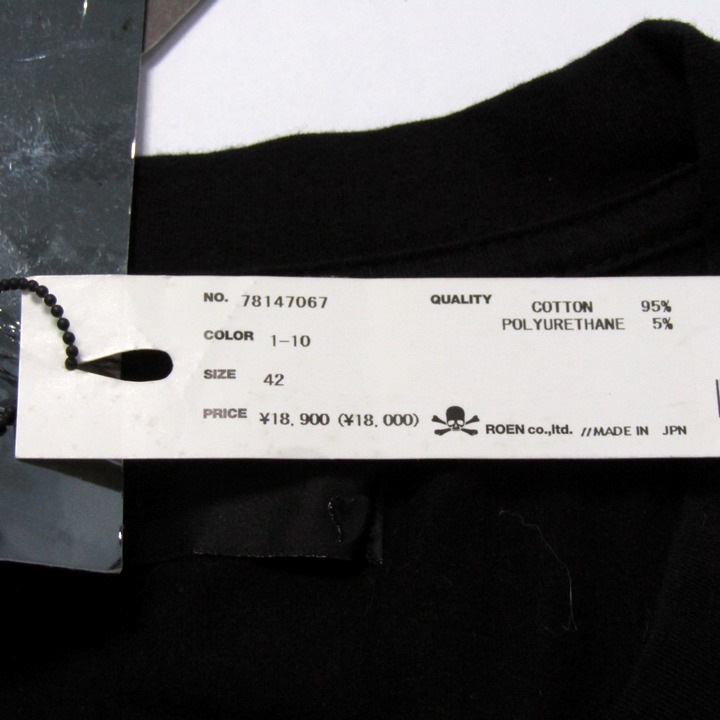 NO. 78147067
COLOR 1-10
SIZE 42
PRICE ¥18,900 (¥18,000)
QUALITY COTTON 95%
POLYURETHANE 5%
ROEN co.,ltd. //MADE IN JPN